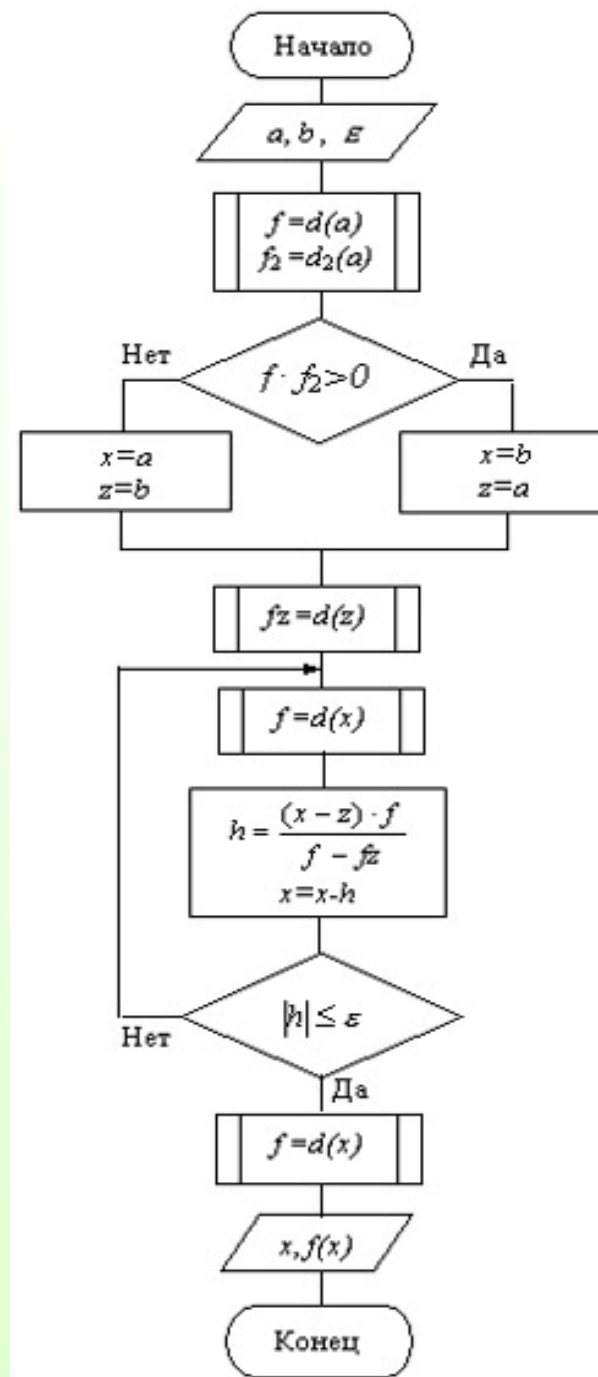 Начало
a, b, ε
f=d(a)
f₂=d₂(a)
Нет
Да
f · f₂>0
x=a
z=b
x=b
z=a
fz=d(z)
f=d(x)
h = (x − z) · f / f − fz
x=x-h
|h| ≤ ε
Нет
Да
f=d(x)
x, f(x)
Конец